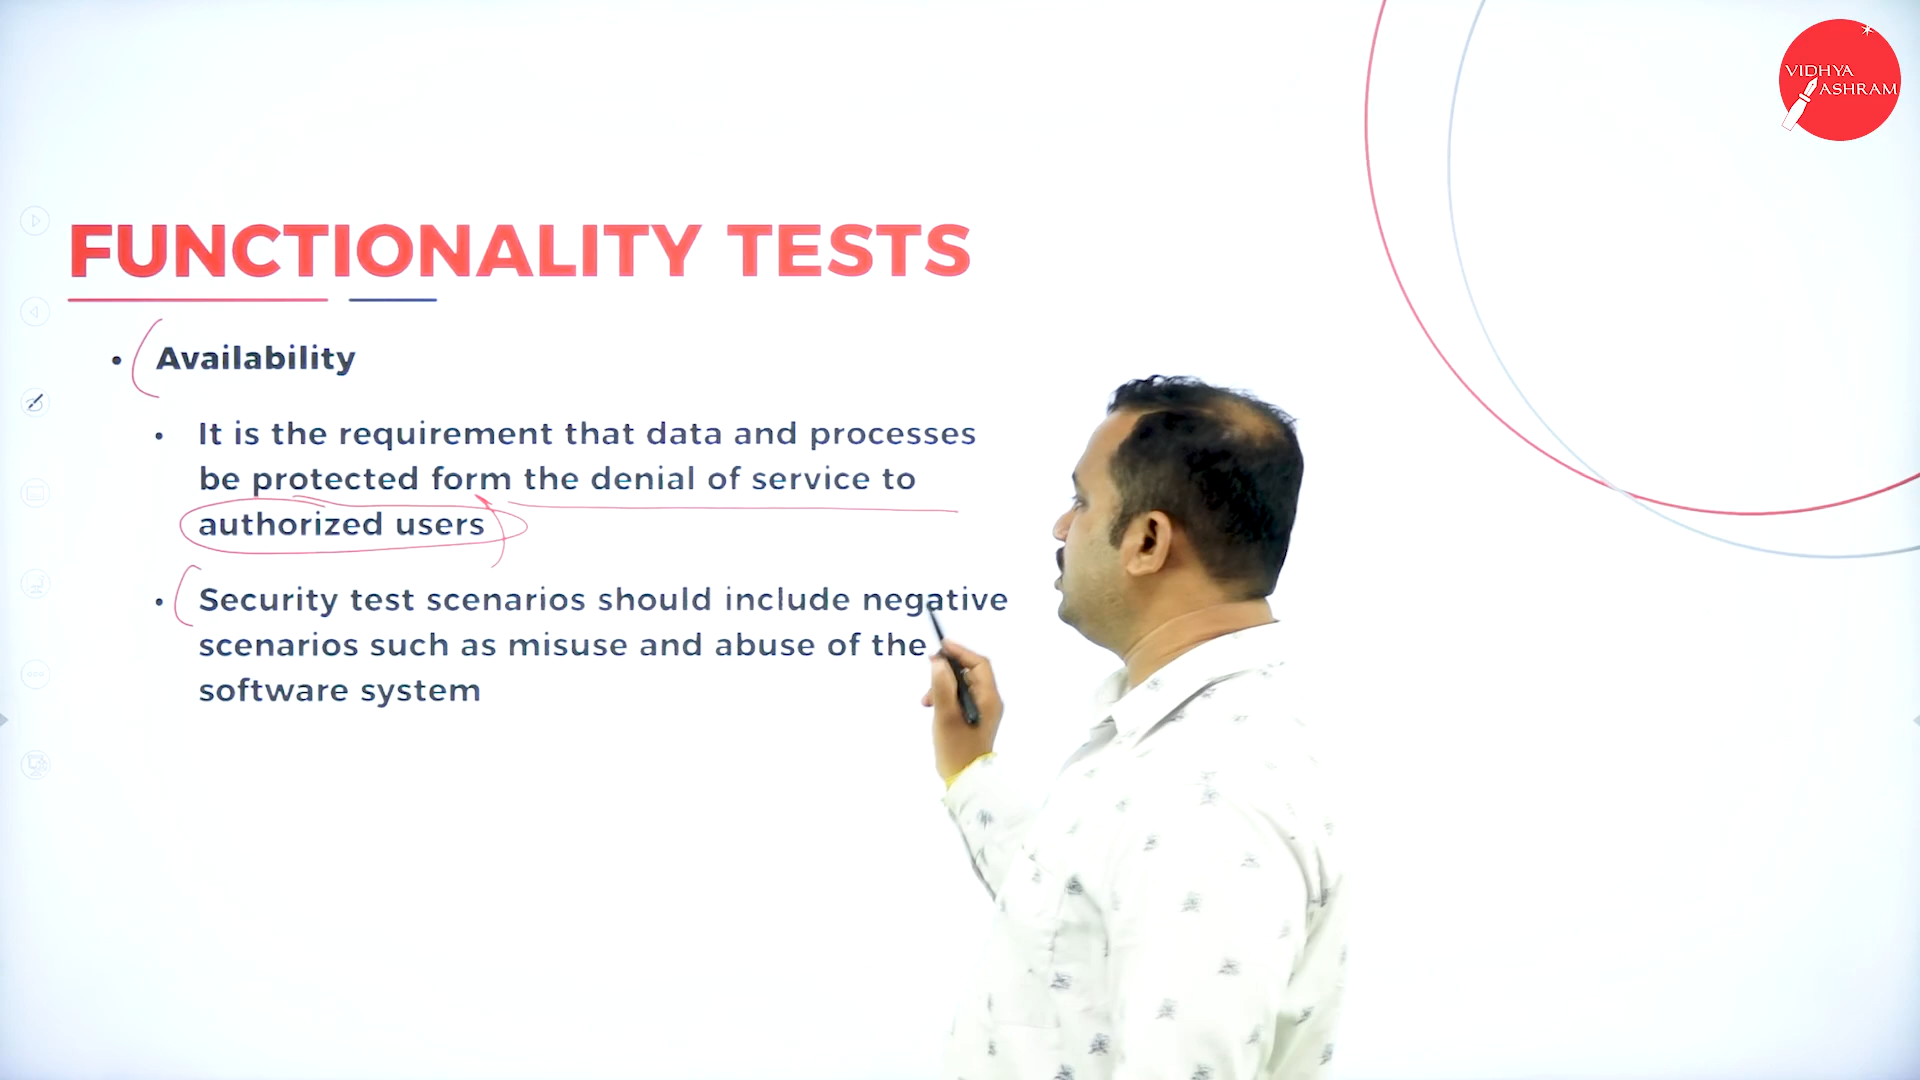 VIDHYA
ASHRAM
FUNCTIONALITY TESTS
• Availability
• It is the requirement that data and processes
be protected form the denial of service to
authorized users
• Security test scenarios should include negative
scenarios such as misuse and abuse of the
software system